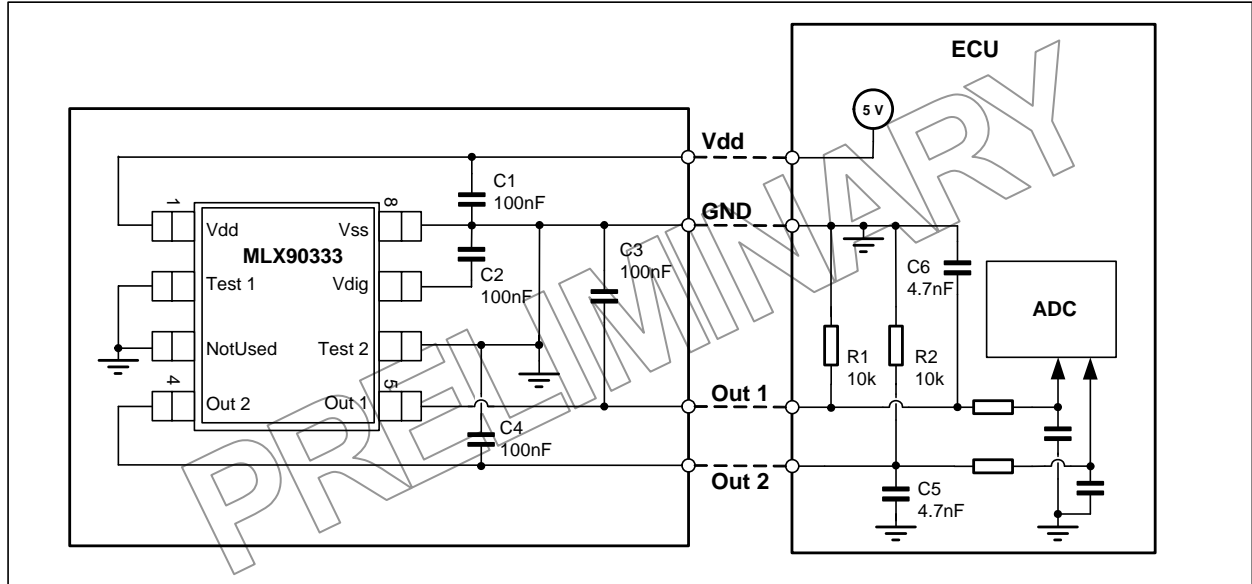 ECU
5 V
Vdd
C1
100nF
GND
1
8
Vdd
Vss
MLX90333
C3
100nF
C2
100nF
Test 1
Vdig
C6
4.7nF
ADC
NotUsed
Test 2
R1
10k
R2
10k
4
5
Out 2
Out 1
Out 1
C4
100nF
Out 2
C5
4.7nF
PRELIMINARY